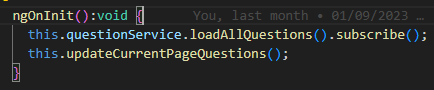 ngOnInit():void { You, last month • 01/09/2023 …
this.questionService.loadAllQuestions().subscribe();
this.updateCurrentPageQuestions();
}